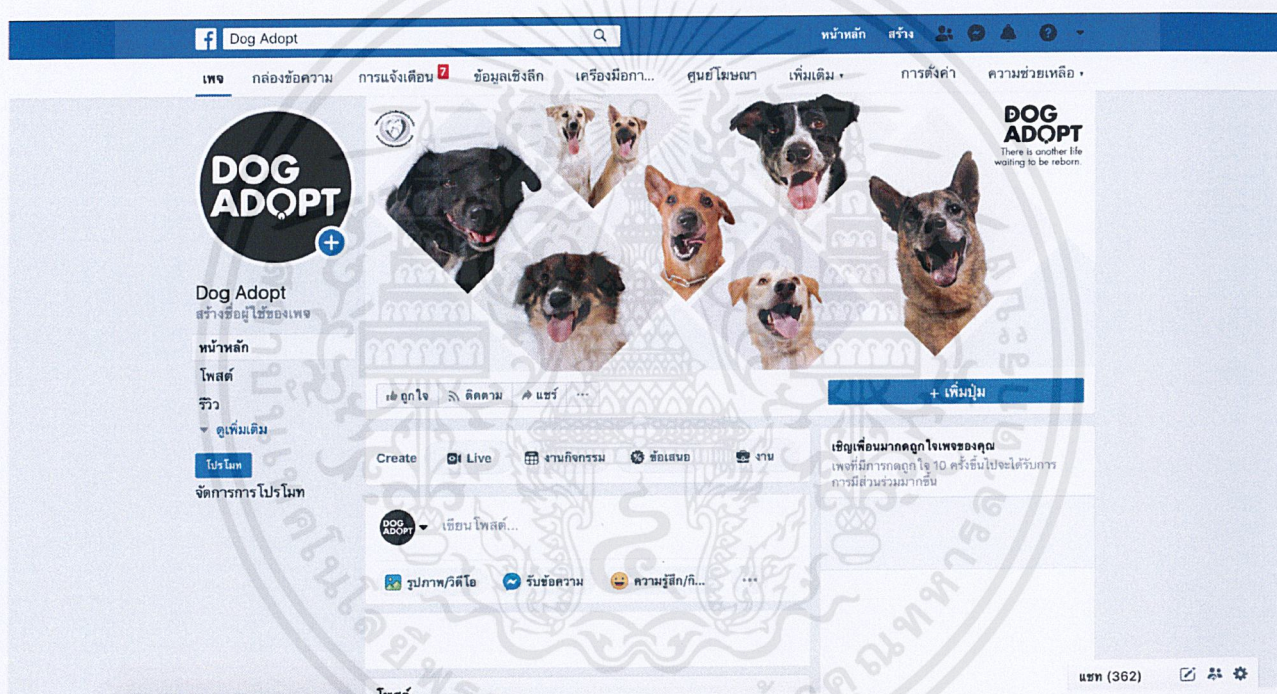 Dog Adopt
หน้าหลัก สร้าง
เพจ กล่องข้อความ การแจ้งเตือน 7 ข้อมูลเชิงลึก เครื่องมือกา... ศูนย์โฆษณา เพิ่มเติม การตั้งค่า ความช่วยเหลือ
DOG
ADOPT
DOG
ADOPT
There is another life
waiting to be reborn.
Dog Adopt
สร้างชื่อผู้ใช้ของเพจ
หน้าหลัก
โพสต์
รีวิว
ดูเพิ่มเติม
โปรโมท
จัดการการโปรโมท
ถูกใจ ติดตาม แชร์ ...
+ เพิ่มปุ่ม
Create Live งานกิจกรรม ข้อเสนอ งาน
เชิญเพื่อนมากดถูกใจเพจของคุณ
เพจที่มีการกดถูกใจ 10 ครั้งขึ้นไปจะได้รับการ
การมีส่วนร่วมมากขึ้น
DOG
ADOPT
เขียนโพสต์...
รูปภาพ/วิดีโอ รับข้อความ ความรู้สึก/กิ... ...
โพสต์
แชท (362)